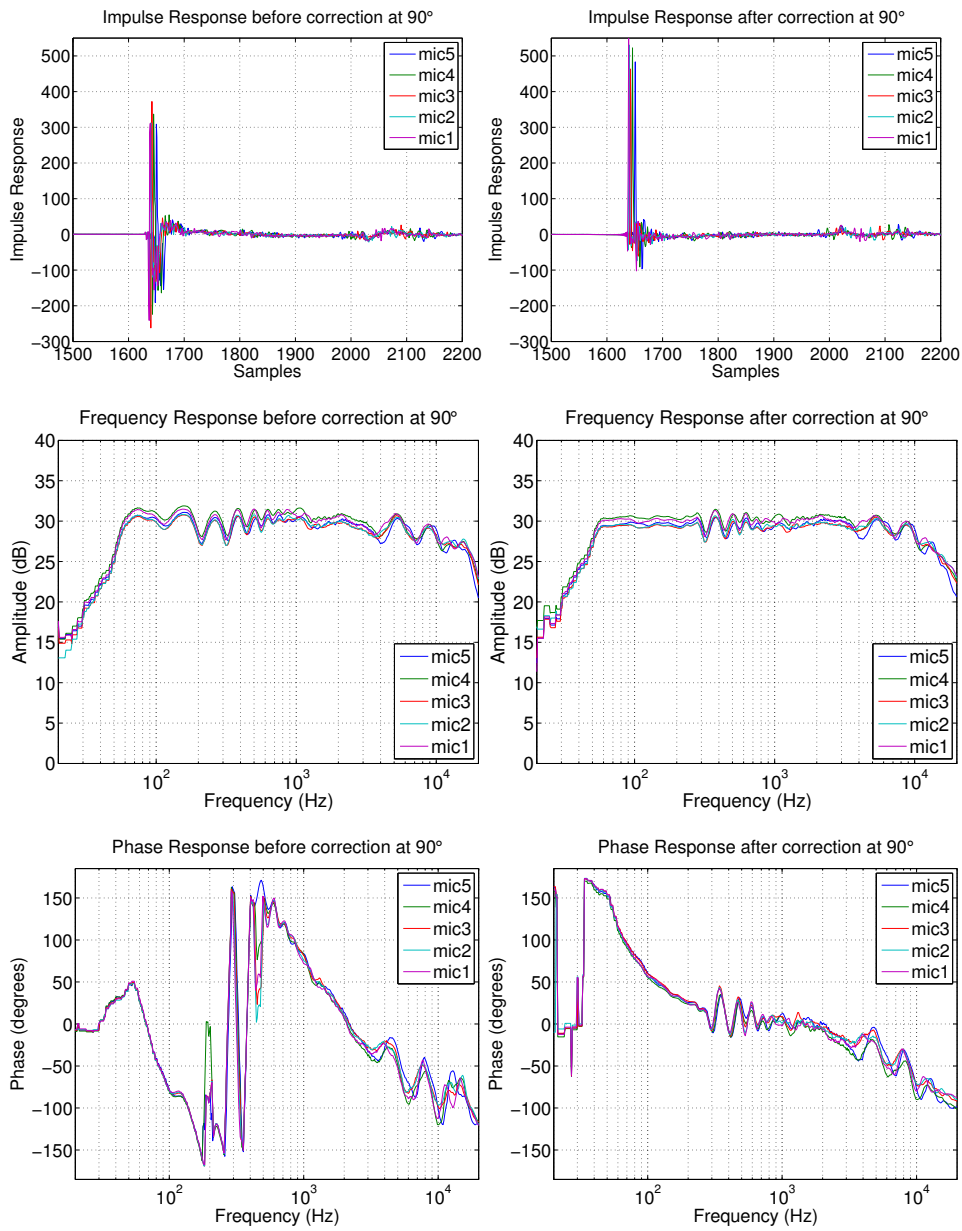 Impulse Response before correction at 90°
500
400
300
200
100
0
−100
−200
−300
1500
1600
1700
1800
1900
2000
2100
2200
Impulse Response
Samples
mic5
mic4
mic3
mic2
mic1
Impulse Response after correction at 90°
500
400
300
200
100
0
−100
−200
−300
1500
1600
1700
1800
1900
2000
2100
2200
Impulse Response
Samples
mic5
mic4
mic3
mic2
mic1
Frequency Response before correction at 90°
40
35
30
25
20
15
10
5
0
10²
10³
10⁴
Amplitude (dB)
Frequency (Hz)
mic5
mic4
mic3
mic2
mic1
Frequency Response after correction at 90°
40
35
30
25
20
15
10
5
0
10²
10³
10⁴
Amplitude (dB)
Frequency (Hz)
mic5
mic4
mic3
mic2
mic1
Phase Response before correction at 90°
150
100
50
0
−50
−100
−150
10²
10³
10⁴
Phase (degrees)
Frequency (Hz)
mic5
mic4
mic3
mic2
mic1
Phase Response after correction at 90°
150
100
50
0
−50
−100
−150
10²
10³
10⁴
Phase (degrees)
Frequency (Hz)
mic5
mic4
mic3
mic2
mic1